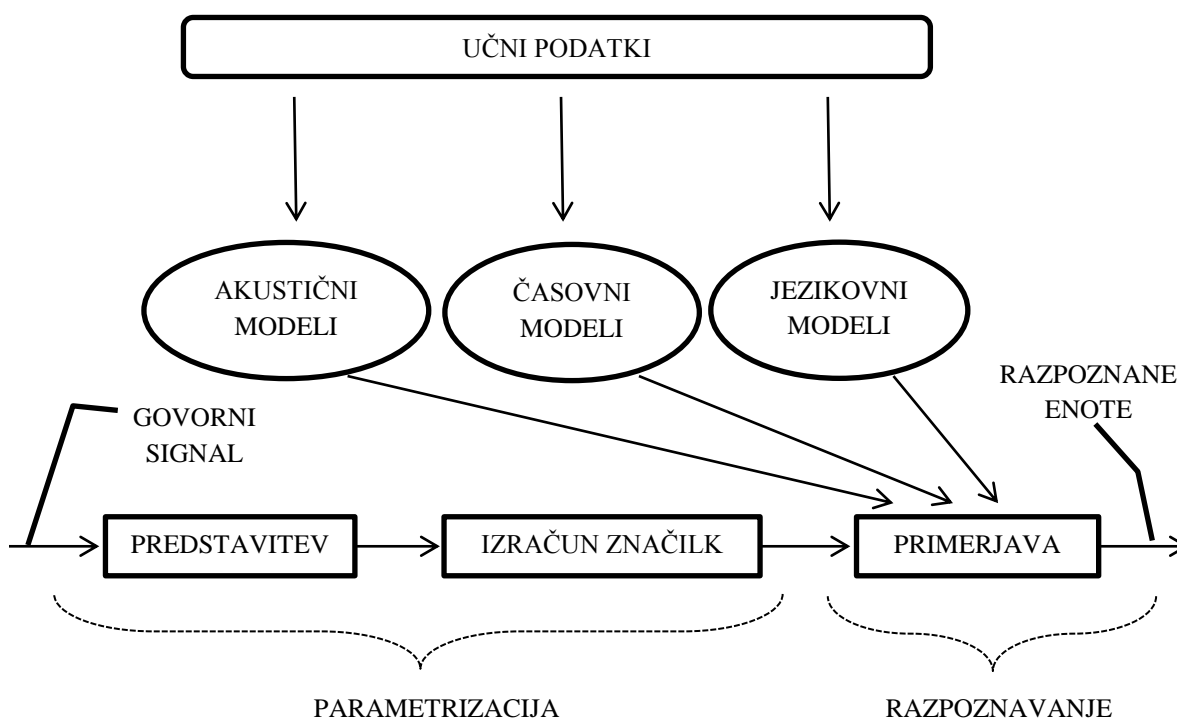 UČNI PODATKI
AKUSTIČNI
MODELI
ČASOVNI
MODELI
JEZIKOVNI
MODELI
RAZPOZNANE
ENOTE
GOVORNI
SIGNAL
PREDSTAVITEV
IZRAČUN ZNAČILK
PRIMERJAVA
PARAMETRIZACIJA
RAZPOZNAVANJE